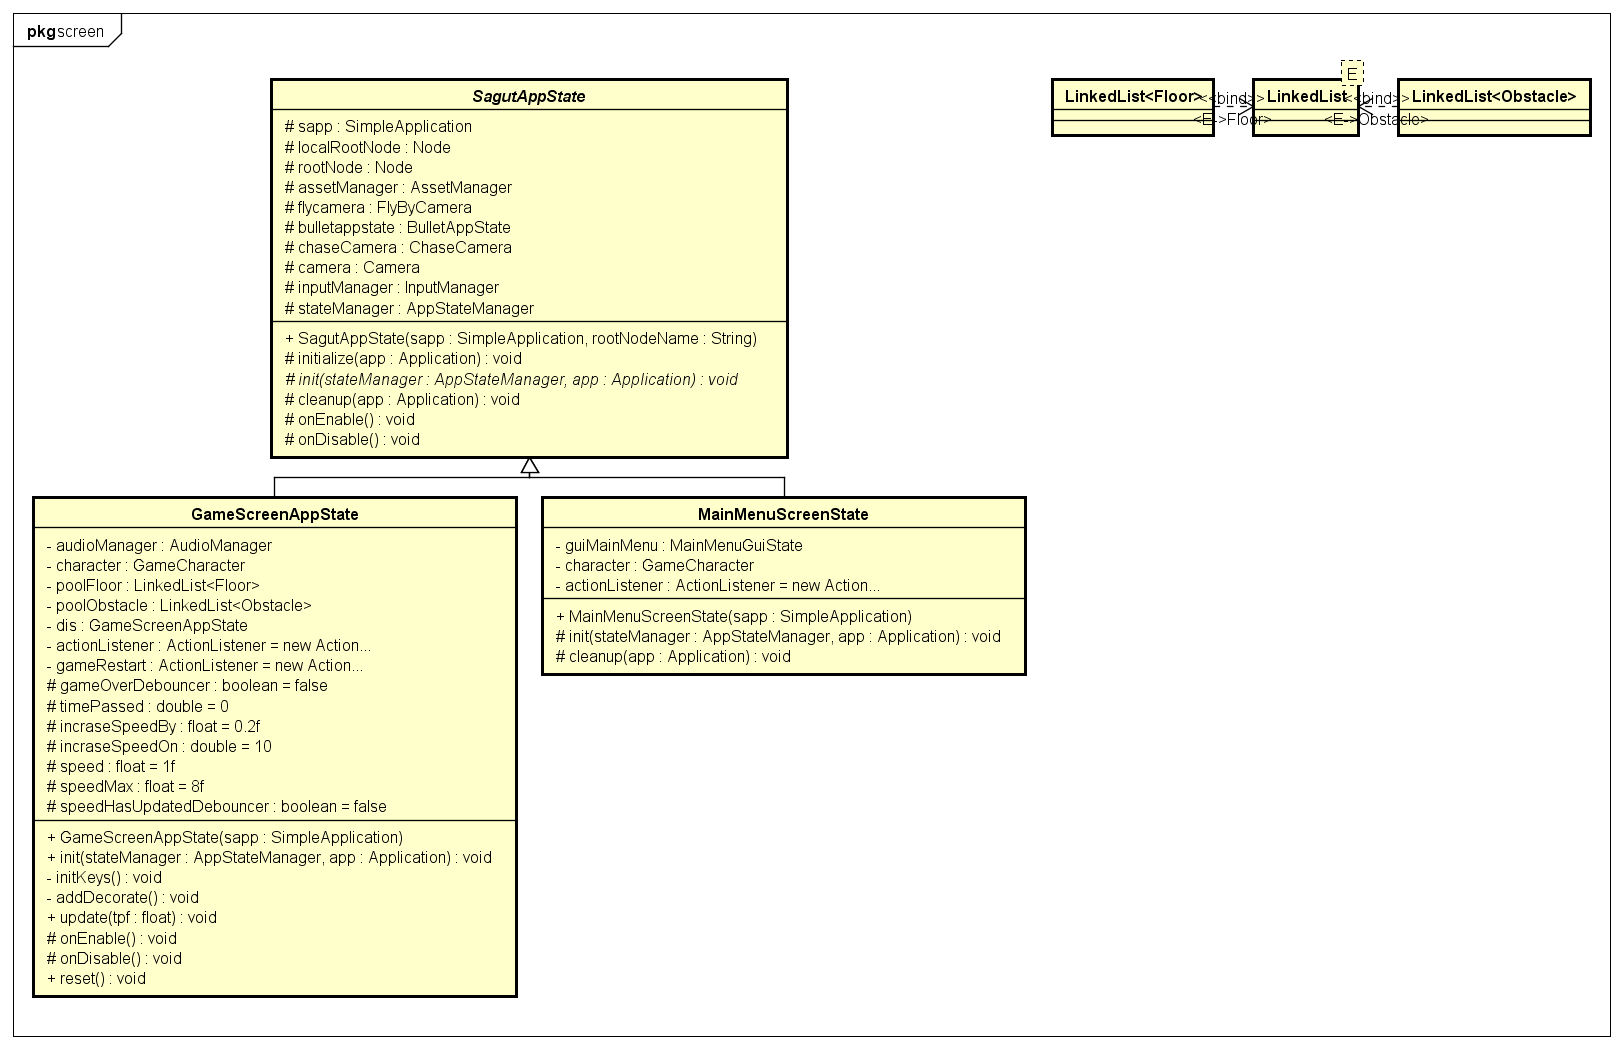 pkg screen
SagutAppState
# sapp : SimpleApplication
# localRootNode : Node
# rootNode : Node
# assetManager : AssetManager
# flycamera : FlyByCamera
# bulletappstate : BulletAppState
# chaseCamera : ChaseCamera
# camera : Camera
# inputManager : InputManager
# stateManager : AppStateManager
+ SagutAppState(sapp : SimpleApplication, rootNodeName : String)
# initialize(app : Application) : void
# init(stateManager : AppStateManager, app : Application) : void
# cleanup(app : Application) : void
# onEnable() : void
# onDisable() : void
E
LinkedList<Floor>
<<bind>>
<E->Floor>
LinkedList
<<bind>>
<E->Obstacle>
LinkedList<Obstacle>
GameScreenAppState
- audioManager : AudioManager
- character : GameCharacter
- poolFloor : LinkedList<Floor>
- poolObstacle : LinkedList<Obstacle>
- dis : GameScreenAppState
- actionListener : ActionListener = new Action...
- gameRestart : ActionListener = new Action...
# gameOverDebouncer : boolean = false
# timePassed : double = 0
# incraseSpeedBy : float = 0.2f
# incraseSpeedOn : double = 10
# speed : float = 1f
# speedMax : float = 8f
# speedHasUpdatedDebouncer : boolean = false
+ GameScreenAppState(sapp : SimpleApplication)
+ init(stateManager : AppStateManager, app : Application) : void
- initKeys() : void
- addDecorate() : void
+ update(tpf : float) : void
# onEnable() : void
# onDisable() : void
+ reset() : void
MainMenuScreenState
- guiMainMenu : MainMenuGuiState
- character : GameCharacter
- actionListener : ActionListener = new Action...
+ MainMenuScreenState(sapp : SimpleApplication)
# init(stateManager : AppStateManager, app : Application) : void
# cleanup(app : Application) : void